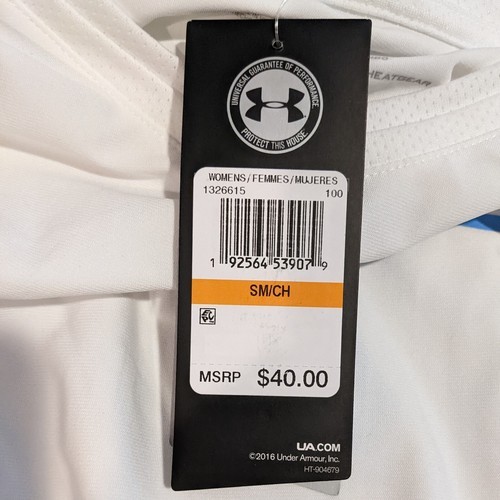 HEATGEAR
UNIVERSAL GUARANTEE OF PERFORMANCE
PROTECT THIS HOUSE
WOMENS/FEMMES/MUJERES
1326615 100
1 92564 53907 9
SM/CH
MSRP $40.00
UA.COM
©2016 Under Armour, Inc.
HT-904679